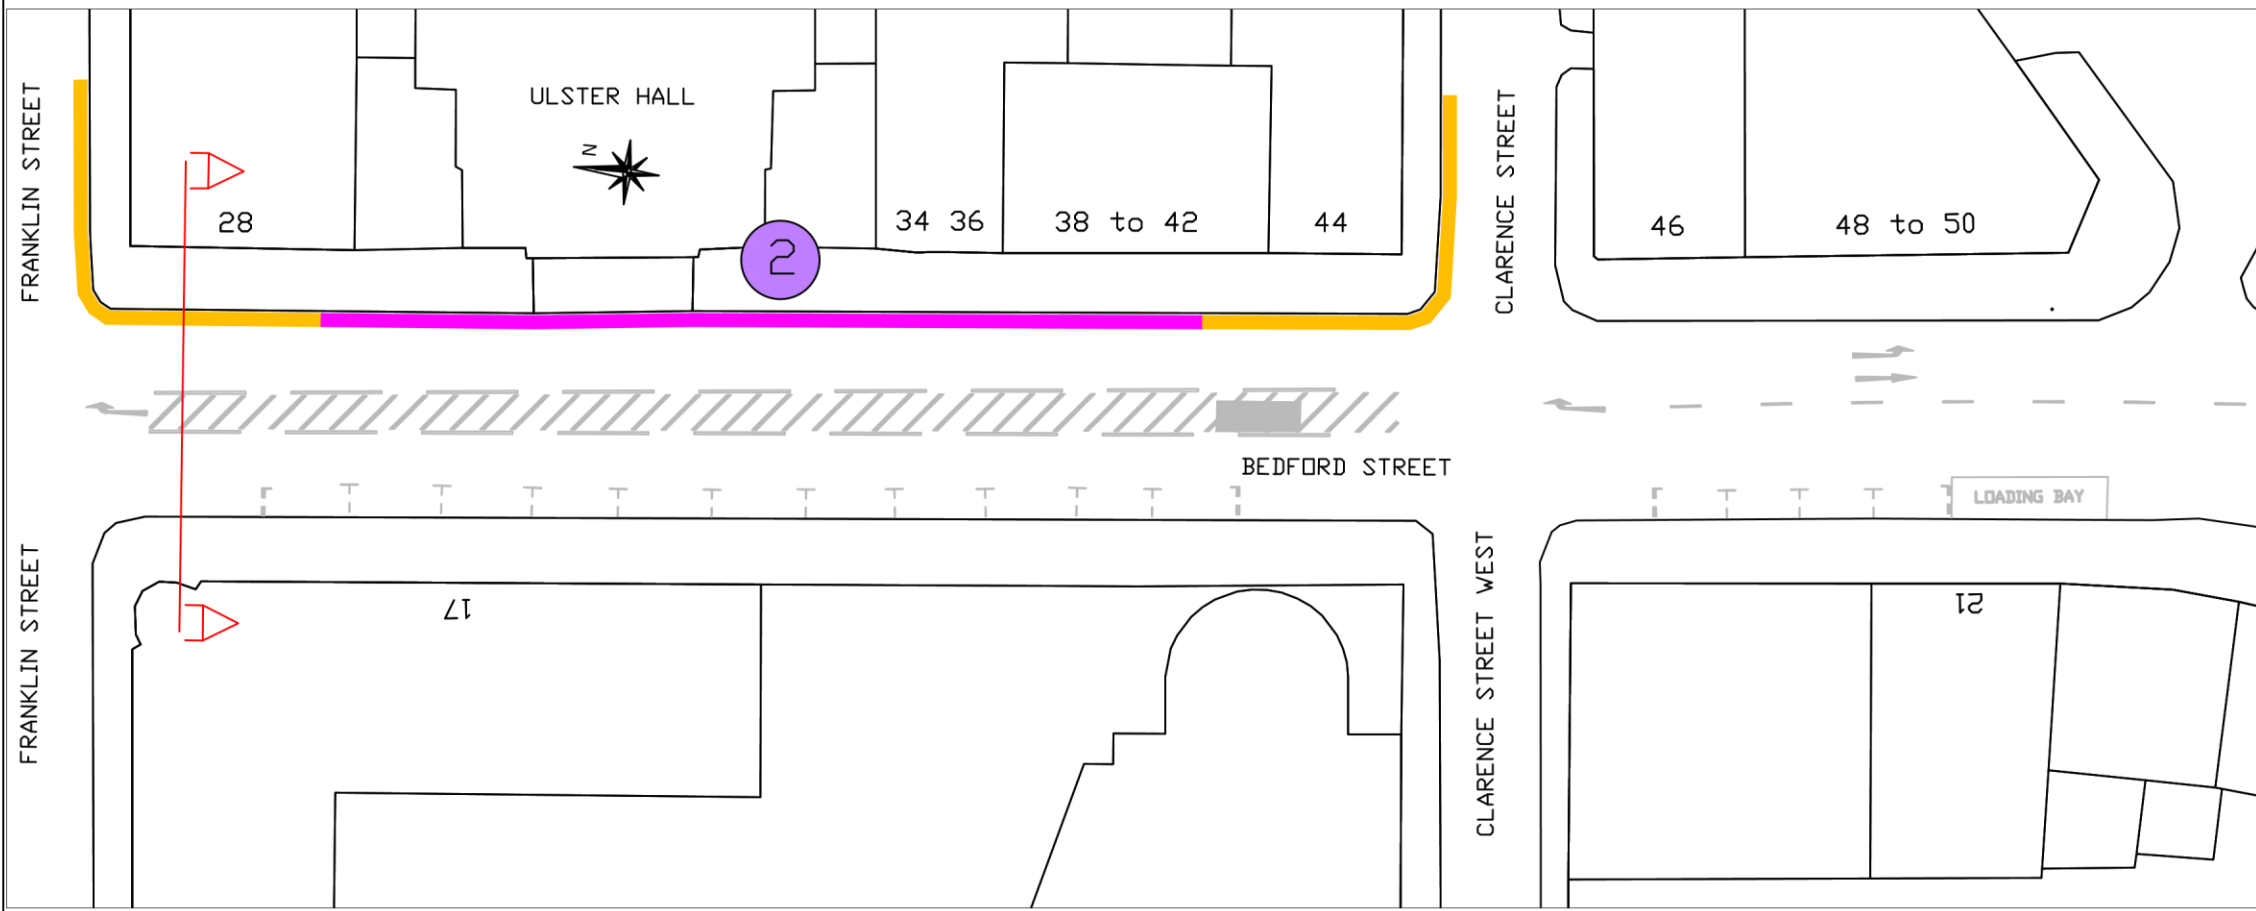 FRANKLIN STREET
ULSTER HALL
N
28
2
34 36
38 to 42
44
CLARENCE STREET
46
48 to 50
BEDFORD STREET
LOADING BAY
FRANKLIN STREET
17
CLARENCE STREET WEST
21